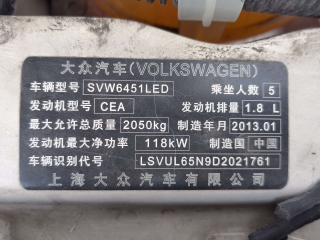 大众汽车(VOLKSWAGEN)
车辆型号 SVW6451LED 乘坐人数 5
发动机型号 CEA 发动机排量 1.8 L
最大允许总质量 2050kg 制造年月 2013.01
发动机最大净功率 118kW 制造国 中国
车辆识别代号 LSVUL65N9D2021761
上海大众汽车有限公司